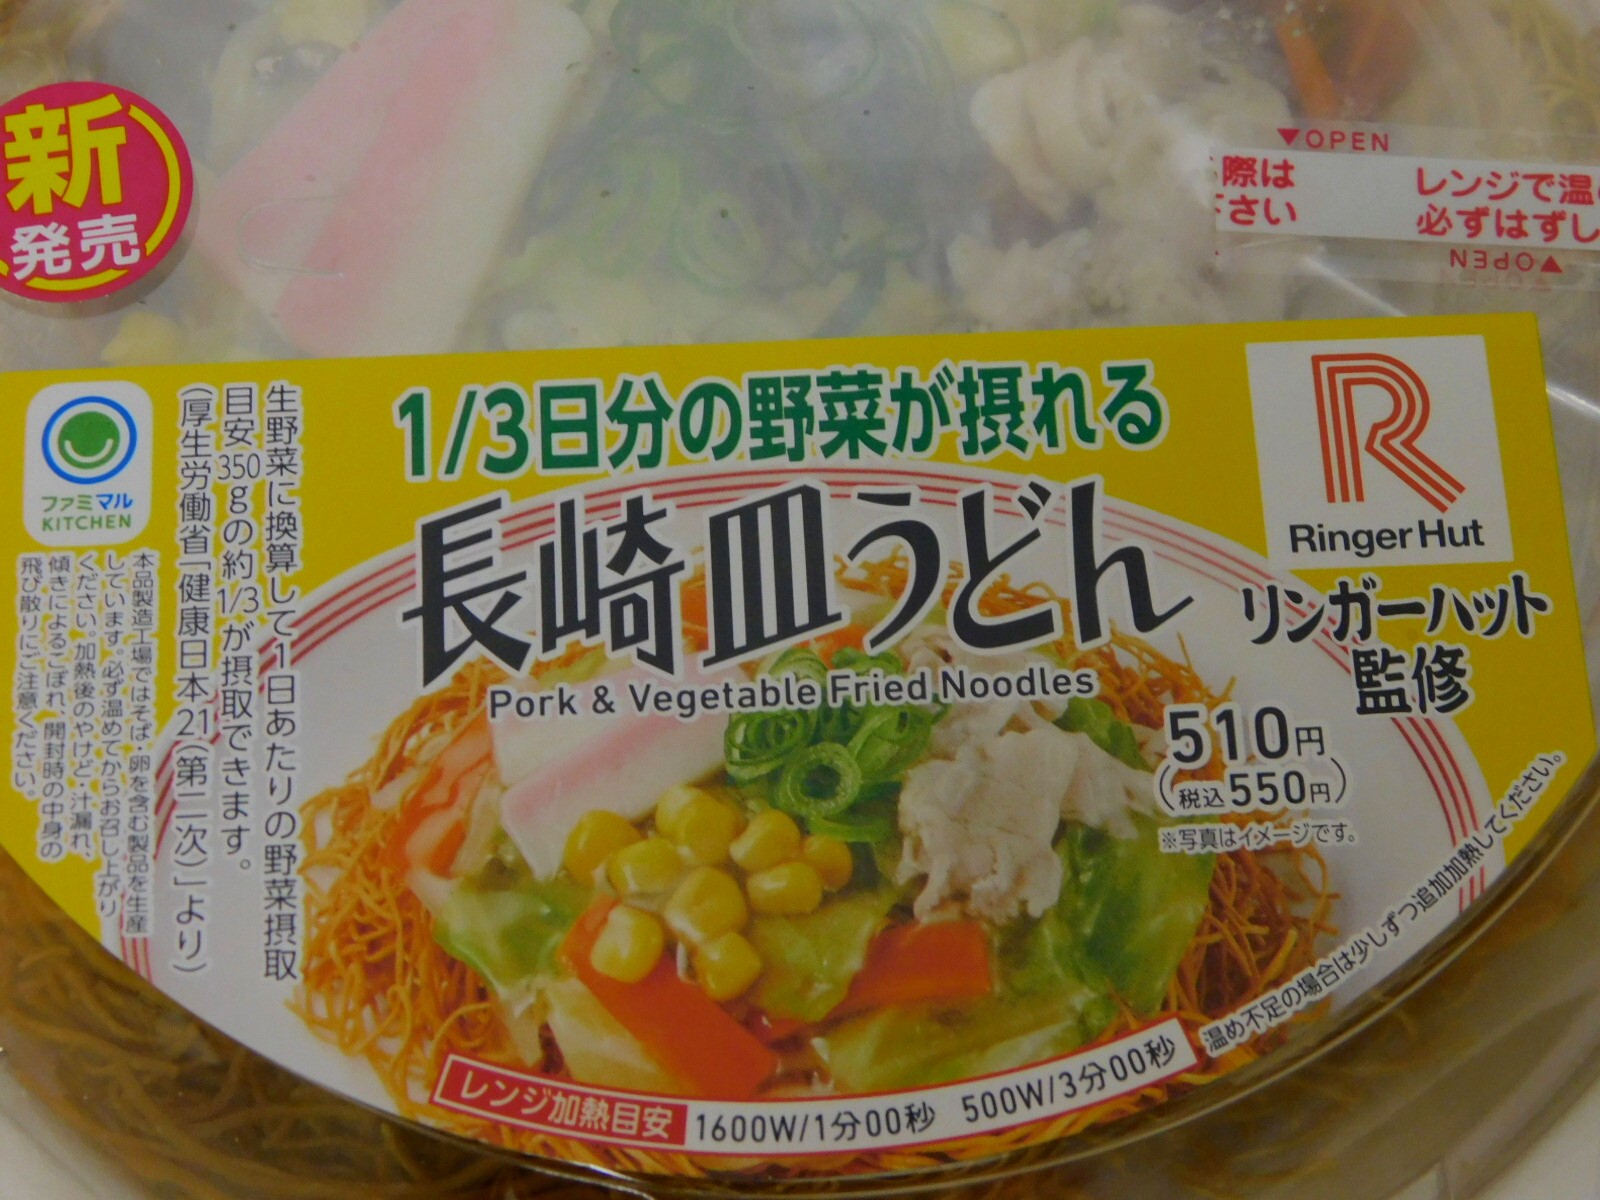 新
発売
▼OPEN
際は
下さい
レンジで温
必ずはずし
▼OPEN
ファミマル
KITCHEN
生野菜に換算して1日あたりの野菜摂取
目安350gの約1/3が摂取できます。
(厚生労働省「健康日本21(第二次)」より)
本品製造工場ではそば・卵を含む製品を生産
しています。必ず温めてからお召し上がり
ください。加熱後のやけど・汁漏れ、
傾きによるこぼれ、開封時の中身の
飛び散りにご注意ください。
1/3日分の野菜が摂れる
長崎皿うどん
Pork & Vegetable Fried Noodles
RingerHut
リンガーハット
監修
510円
(税込550円)
※写真はイメージです。
レンジ加熱目安 1600W/1分00秒 500W/3分00秒
温め不足の場合は少しずつ追加加熱してください。